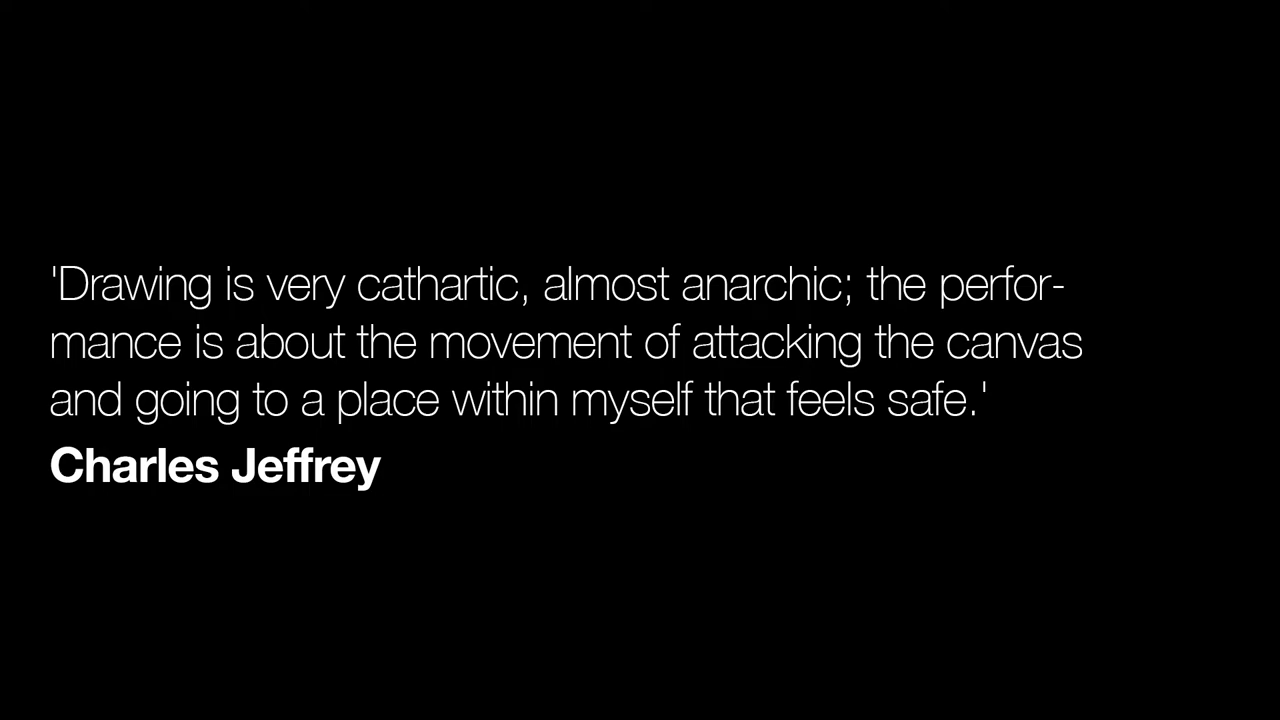 'Drawing is very cathartic, almost anarchic; the perfor-
mance is about the movement of attacking the canvas
and going to a place within myself that feels safe.'
Charles Jeffrey